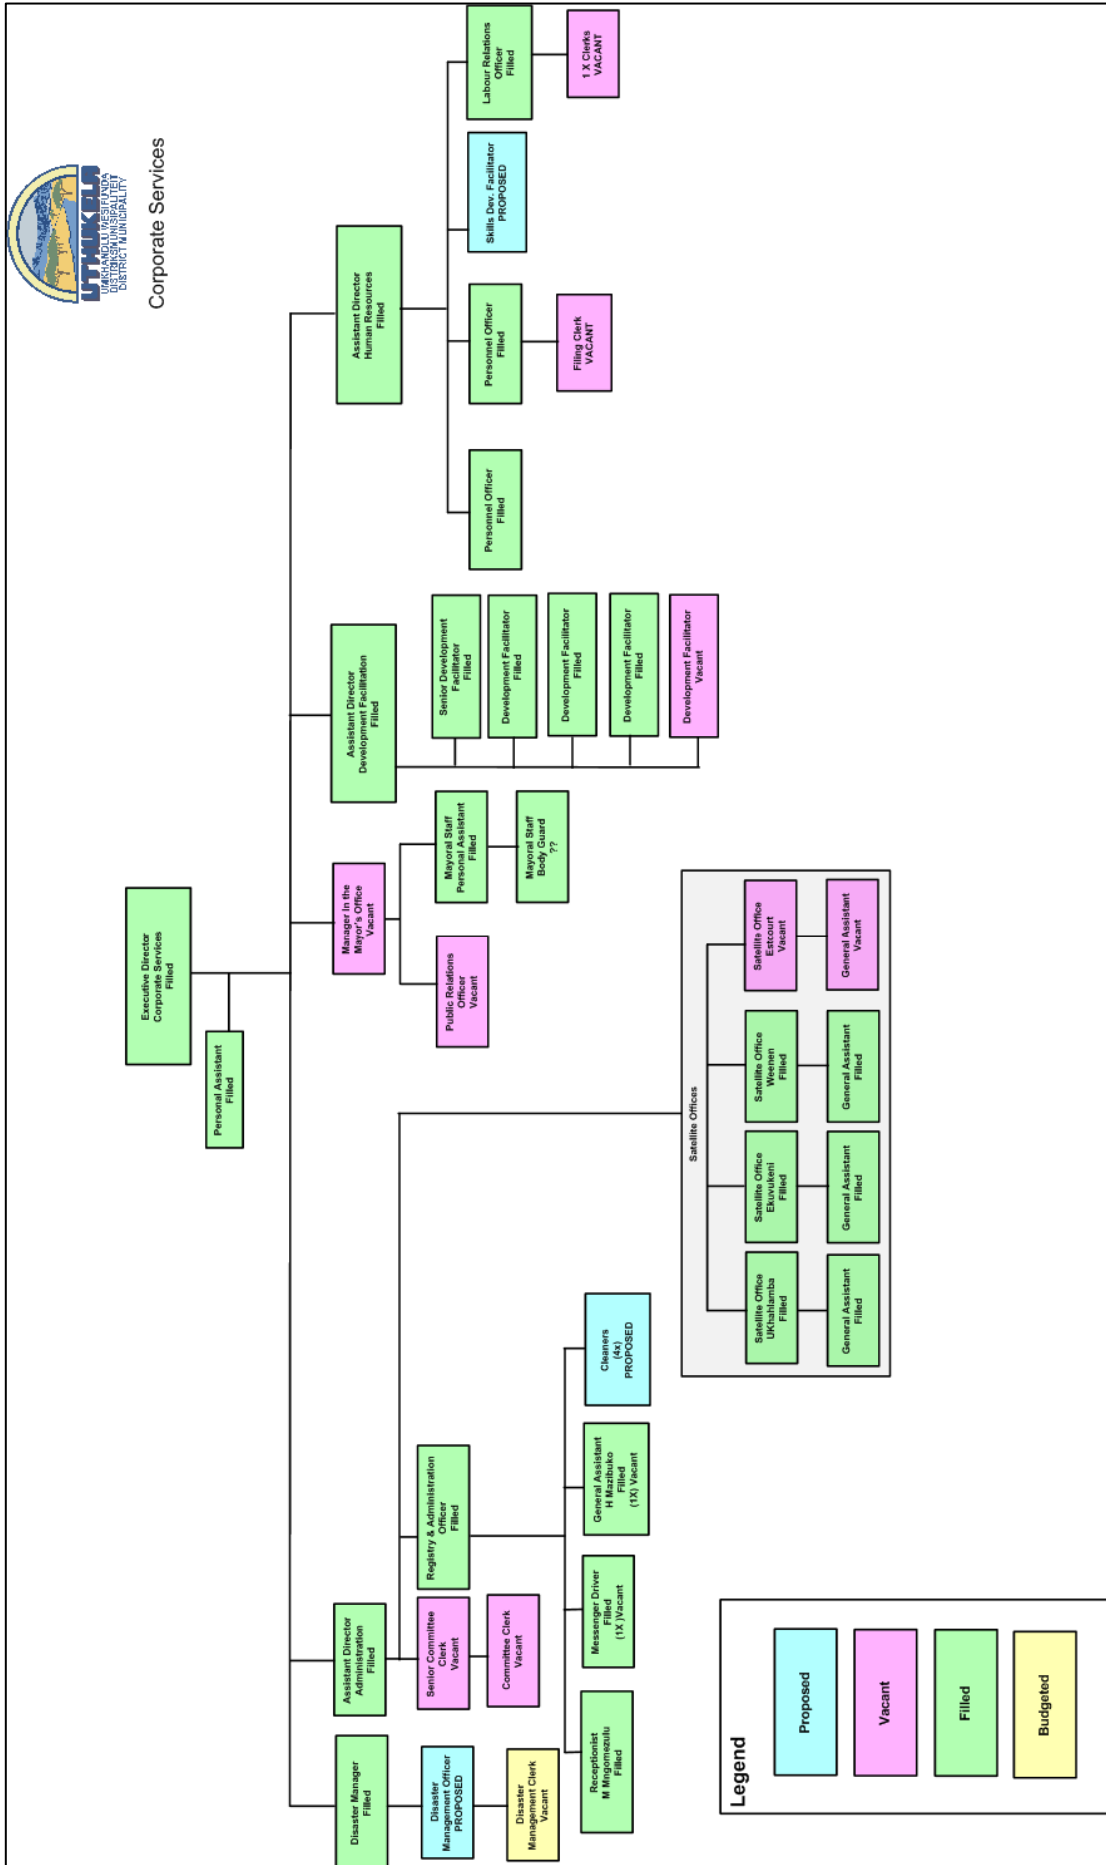 UTHUKELA
UMKHANDLU WESIFUNDA
DISTRIKSMUNISIPALITEIT
DISTRICT MUNICIPALITY
Corporate Services
Executive Director
Corporate Services
Filled
Personal Assistant
Filled
Disaster Manager
Filled
Disaster
Management Officer
PROPOSED
Disaster
Management Clerk
Vacant
Assistant Director
Administration
Filled
Senior Committee
Clerk
Vacant
Committee Clerk
Vacant
Registry & Administration
Officer
Filled
Receptionist
M Mngomezulu
Filled
Messenger Driver
Filled
(1X )Vacant
General Assistant
H Mazibuko
Filled
(1X) Vacant
Cleaners
(4x)
PROPOSED
Satellite Offices
Satellite Office
UKhahlamba
Filled
General Assistant
Filled
Satellite Office
Ekuvukeni
Filled
General Assistant
Filled
Satellite Office
Weenen
Filled
General Assistant
Filled
Satellite Office
Estcourt
Vacant
General Assistant
Vacant
Manager In the
Mayor's Office
Vacant
Public Relations
Officer
Vacant
Mayoral Staff
Personal Assistant
Filled
Mayoral Staff
Body Guard
??
Assistant Director
Development Facilitation
Filled
Senior Development
Facilitator
Filled
Development Facilitator
Filled
Development Facilitator
Filled
Development Facilitator
Filled
Development Facilitator
Vacant
Assistant Director
Human Resources
Filled
Personnel Officer
Filled
Personnel Officer
Filled
Filing Clerk
VACANT
Skills Dev. Facilitator
PROPOSED
Labour Relations
Officer
Filled
1 X Clerks
VACANT
Legend
Proposed
Vacant
Filled
Budgeted